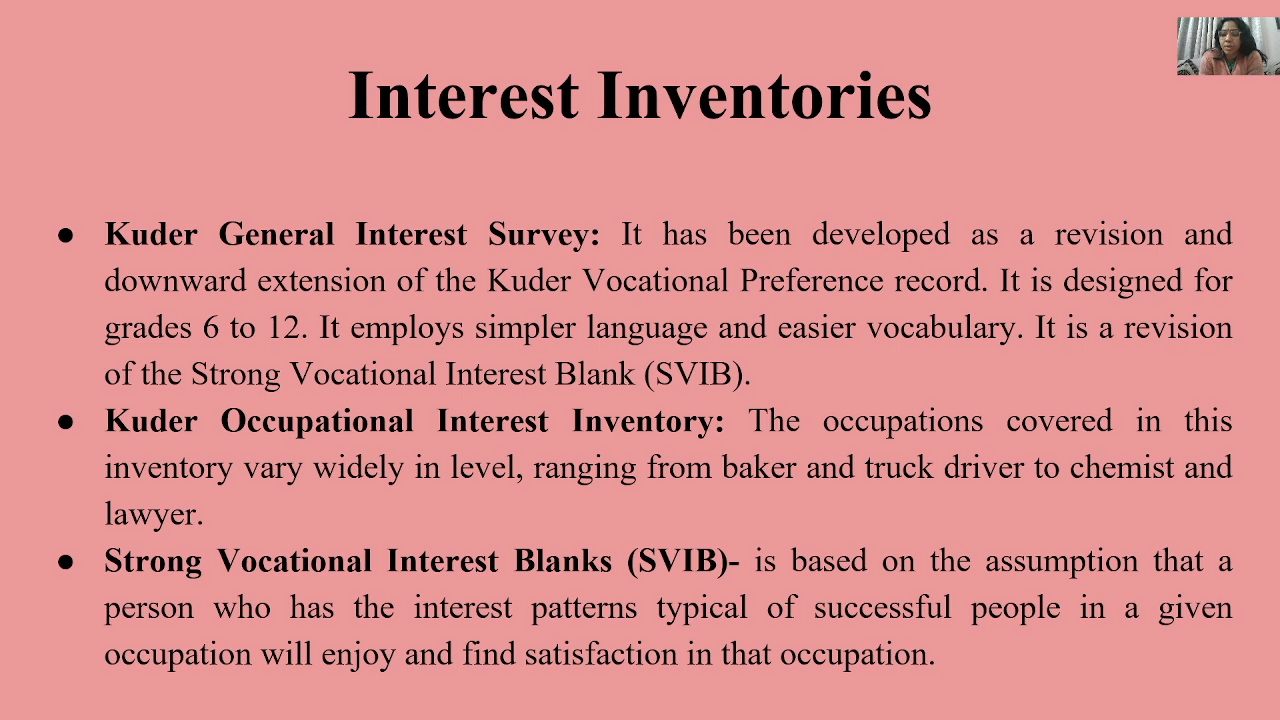 Interest Inventories
● Kuder General Interest Survey: It has been developed as a revision and
downward extension of the Kuder Vocational Preference record. It is designed for
grades 6 to 12. It employs simpler language and easier vocabulary. It is a revision
of the Strong Vocational Interest Blank (SVIB).
● Kuder Occupational Interest Inventory: The occupations covered in this
inventory vary widely in level, ranging from baker and truck driver to chemist and
lawyer.
● Strong Vocational Interest Blanks (SVIB)- is based on the assumption that a
person who has the interest patterns typical of successful people in a given
occupation will enjoy and find satisfaction in that occupation.